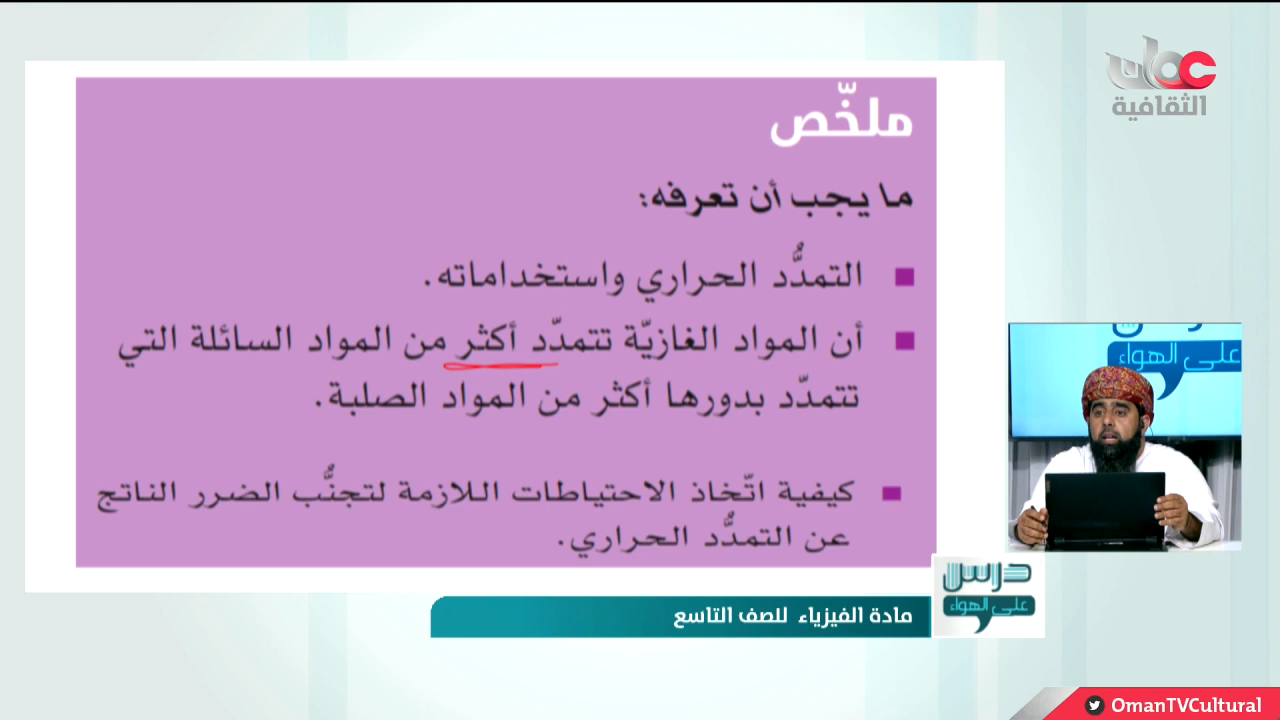 عمان
الثقافية
ملخّص
ما يجب أن تعرفه:
التمدُّد الحراري واستخداماته.
أن المواد الغازيّة تتمدّد أكثر من المواد السائلة التي
تتمدّد بدورها أكثر من المواد الصلبة.
كيفية اتّخاذ الاحتياطات اللازمة لتجنُّب الضرر الناتج
عن التمدُّد الحراري.
على الهواء
درس
على الهواء
مادة الفيزياء للصف التاسع
OmanTVCultural